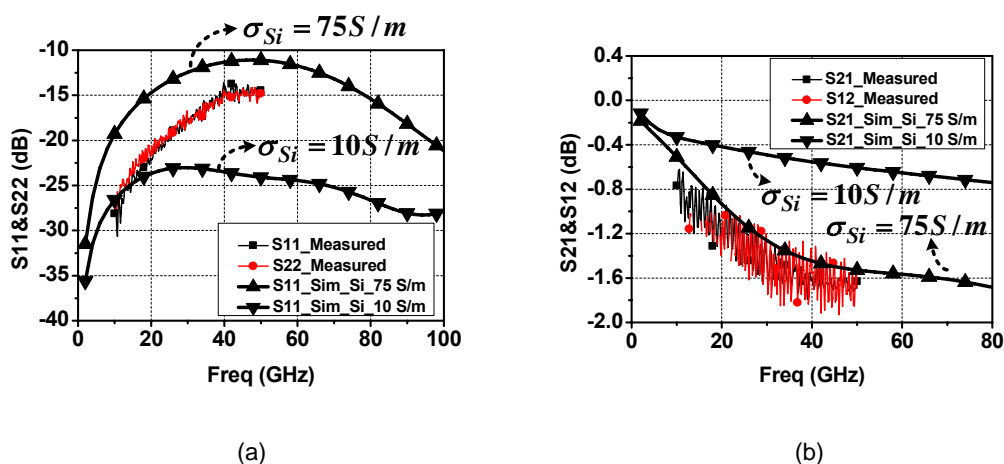 σSi = 75S / m
-10
-15
-20
-25
-30
-35
-40
S11&S22 (dB)
σSi = 10S / m
S11_Measured
S22_Measured
S11_Sim_Si_75 S/m
S11_Sim_Si_10 S/m
0 20 40 60 80 100
Freq (GHz)
(a)
0.4
0.0
-0.4
-0.8
-1.2
-1.6
-2.0
S21&S12 (dB)
S21_Measured
S12_Measured
S21_Sim_Si_75 S/m
S21_Sim_Si_10 S/m
σSi = 10S / m
σSi = 75S / m
0 20 40 60 80
Freq (GHz)
(b)